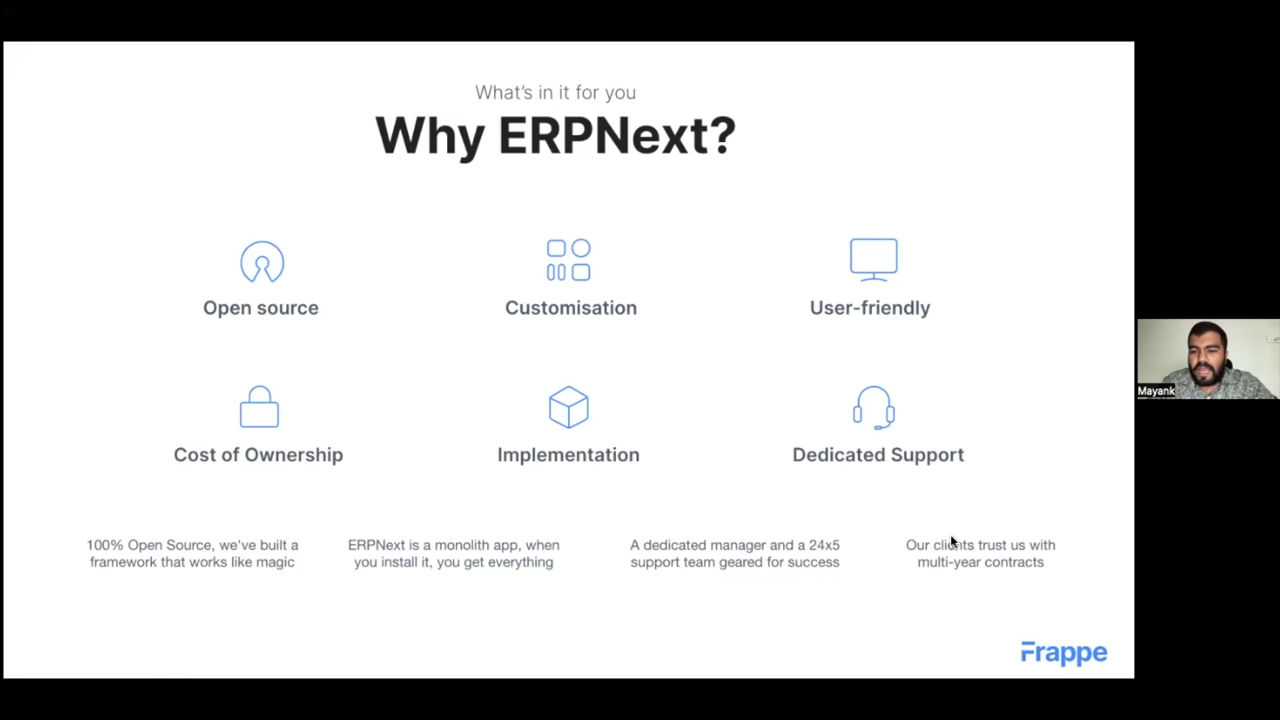 What's in it for you
Why ERPNext?
Open source
Customisation
User-friendly
Cost of Ownership
Implementation
Dedicated Support
100% Open Source, we've built a
framework that works like magic
ERPNext is a monolith app, when
you install it, you get everything
A dedicated manager and a 24x5
support team geared for success
Our clients trust us with
multi-year contracts
Frappe
Mayank